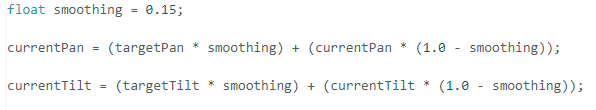 float smoothing = 0.15;
currentPan = (targetPan * smoothing) + (currentPan * (1.0 - smoothing));
currentTilt = (targetTilt * smoothing) + (currentTilt * (1.0 - smoothing));